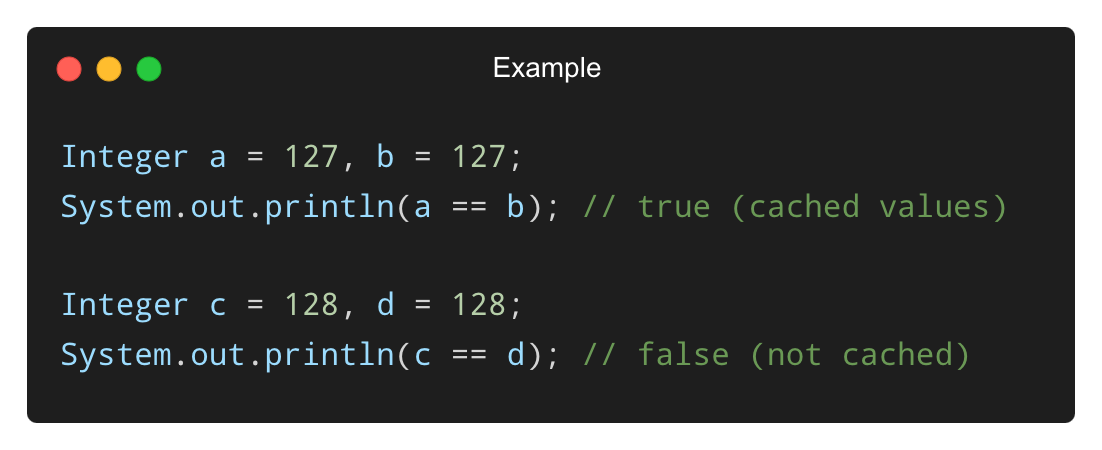 Example
Integer a = 127, b = 127;
System.out.println(a == b); // true (cached values)
Integer c = 128, d = 128;
System.out.println(c == d); // false (not cached)